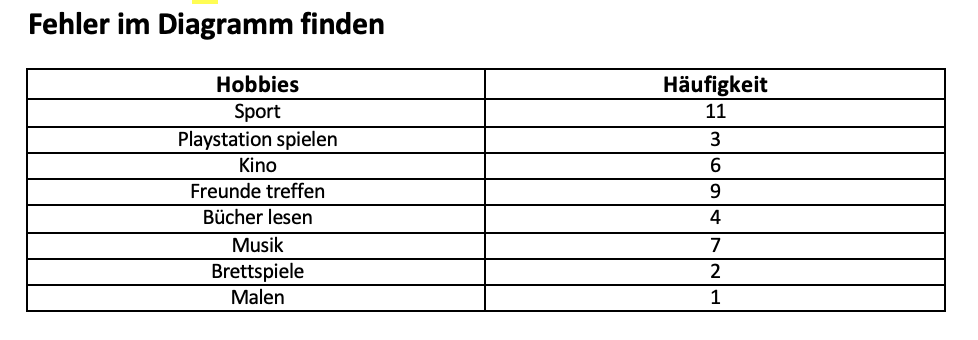 Fehler im Diagramm finden
Hobbies Häufigkeit
Sport 11
Playstation spielen 3
Kino 6
Freunde treffen 9
Bücher lesen 4
Musik 7
Brettspiele 2
Malen 1